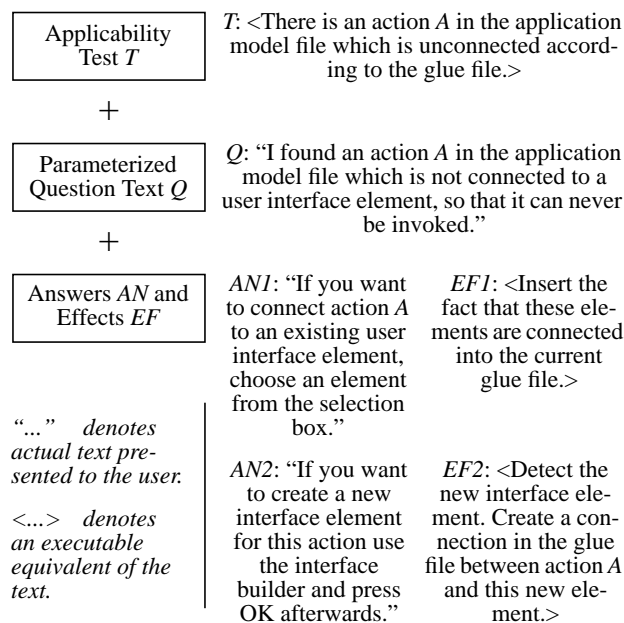 Applicability
Test T
T: <There is an action A in the application
model file which is unconnected accord-
ing to the glue file.>
+
Parameterized
Question Text Q
Q: “I found an action A in the application
model file which is not connected to a
user interface element, so that it can never
be invoked.”
+
Answers AN and
Effects EF
AN1: “If you want
to connect action A
to an existing user
interface element,
choose an element
from the selection
box.”
EF1: <Insert the
fact that these ele-
ments are connected
into the current
glue file.>
“...” denotes
actual text pre-
sented to the user.
<...> denotes
an executable
equivalent of the
text.
AN2: “If you want
to create a new
interface element
for this action use
the interface
builder and press
OK afterwards.”
EF2: <Detect the
new interface ele-
ment. Create a con-
nection in the glue
file between action A
and this new ele-
ment.>